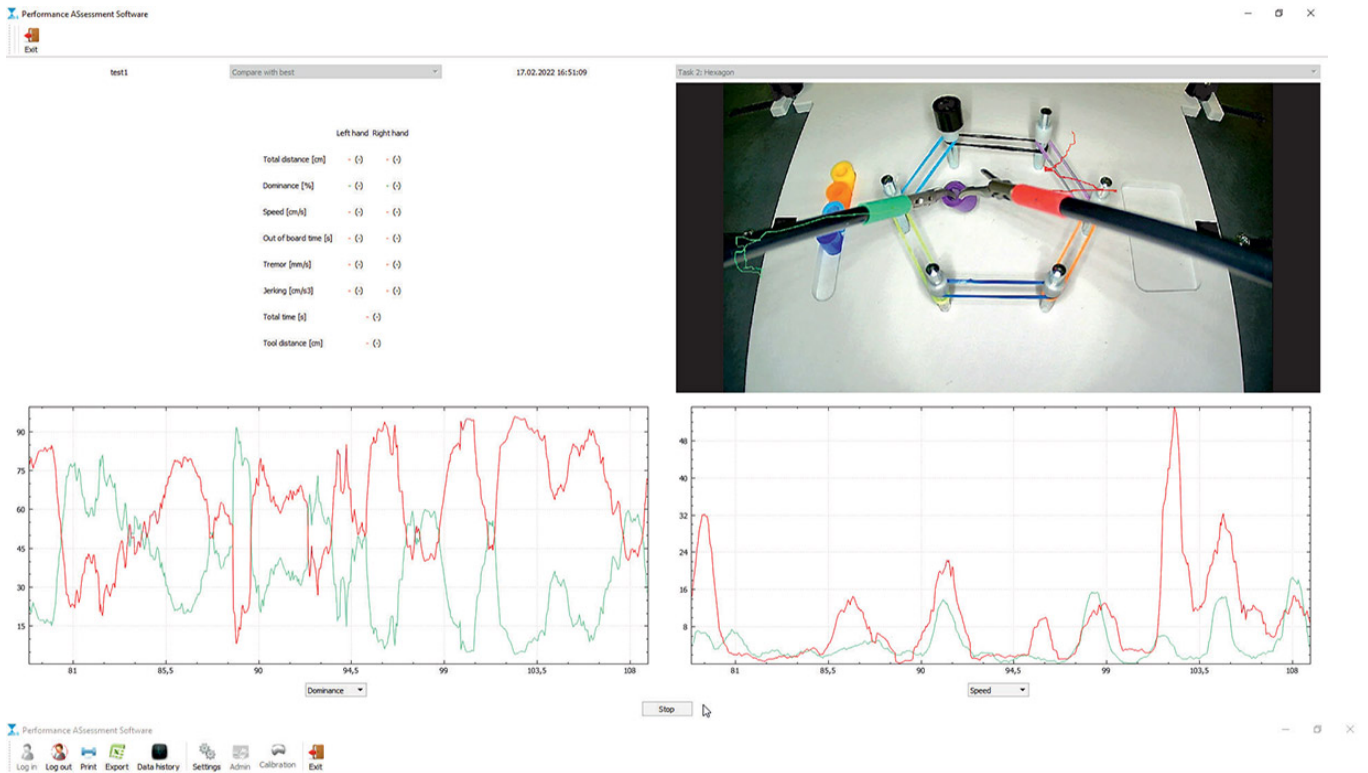 Performance ASsessment Software
Exit
test1
Compare with best
17.02.2022 16:51:09
Task 2: Hexagon
Left hand Right hand
Total distance [cm] - (-) - (-)
Dominance [%] - (-) - (-)
Speed [cm/s] - (-) - (-)
Out of board time [s] - (-) - (-)
Tremor [mm/s] - (-) - (-)
Jerking [cm/s3] - (-) - (-)
Total time [s] - (-)
Tool distance [cm] - (-)
90
75
60
45
30
15
81 85,5 90 94,5 99 103,5 108
Dominance
48
40
32
24
16
8
81 85,5 90 94,5 99 103,5 108
Speed
Stop
Performance ASsessment Software
Log in Log out Print Export Data history Settings Admin Calibration Exit